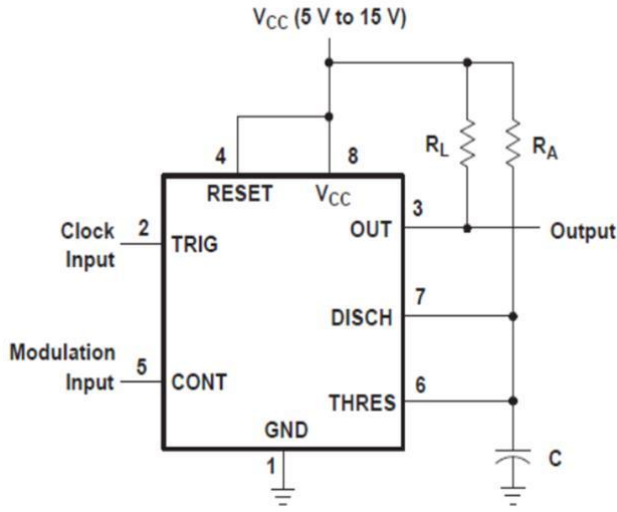 VCC (5 V to 15 V)
RL
RA
4
8
RESET
VCC
3
Clock
Input
2
TRIG
OUT
Output
7
DISCH
Modulation
Input
5
CONT
6
THRES
GND
1
C